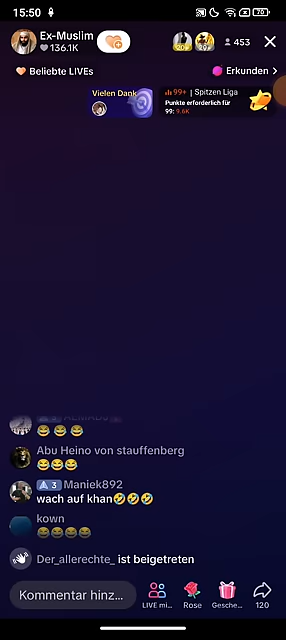 15:50
70
Ex-Muslim
136.1K
453
Beliebte LIVEs
Erkunden >
Vielen Dank
99+ | Spitzen Liga
Punkte erforderlich für
99: 9.6K
😂😂😂
Abu Heino von stauffenberg
😂😂😂
3 Maniek892
wach auf khan🤣🤣🤣
kown
😂😂😂😂
Der_allerechte_ ist beigetreten
Kommentar hinz...
LIVE mi...
Rose
Gesche...
120